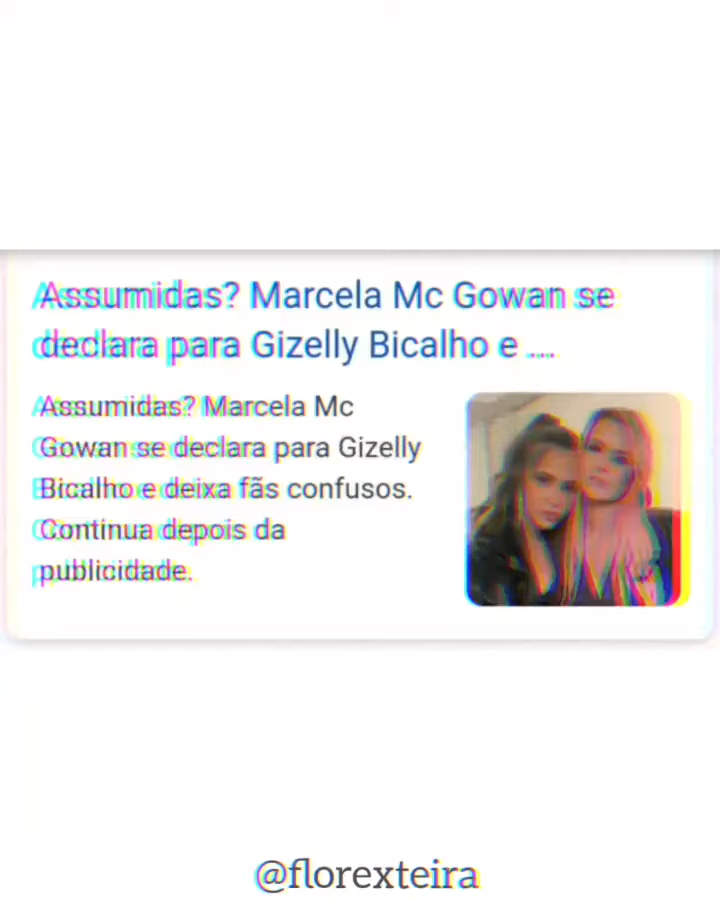 Assumidas? Marcela Mc Gowan se
declara para Gizelly Bicalho e ...
Assumidas? Marcela Mc
Gowan se declara para Gizelly
Bicalho e deixa fãs confusos.
Continua depois da
publicidade.
@florexteira